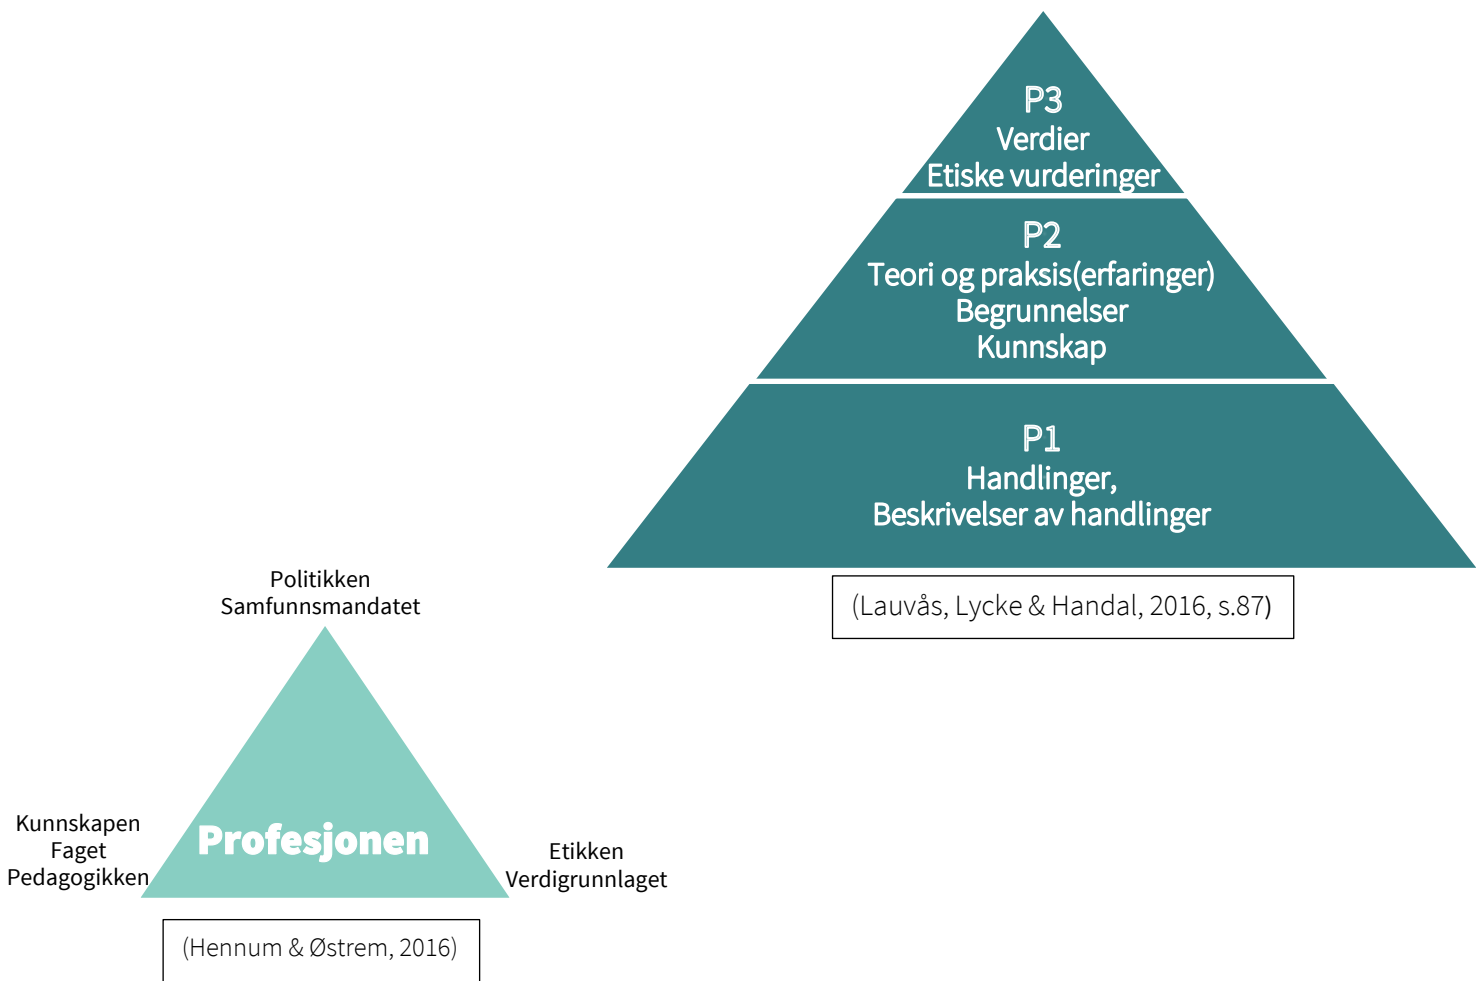 P3
Verdier
Etiske vurderinger
P2
Teori og praksis(erfaringer)
Begrunnelser
Kunnskap
P1
Handlinger,
Beskrivelser av handlinger
(Lauvås, Lycke & Handal, 2016, s.87)
Politikken
Samfunnsmandatet
Kunnskapen
Faget
Pedagogikken
Profesjonen
Etikken
Verdigrunnlaget
(Hennum & Østrem, 2016)